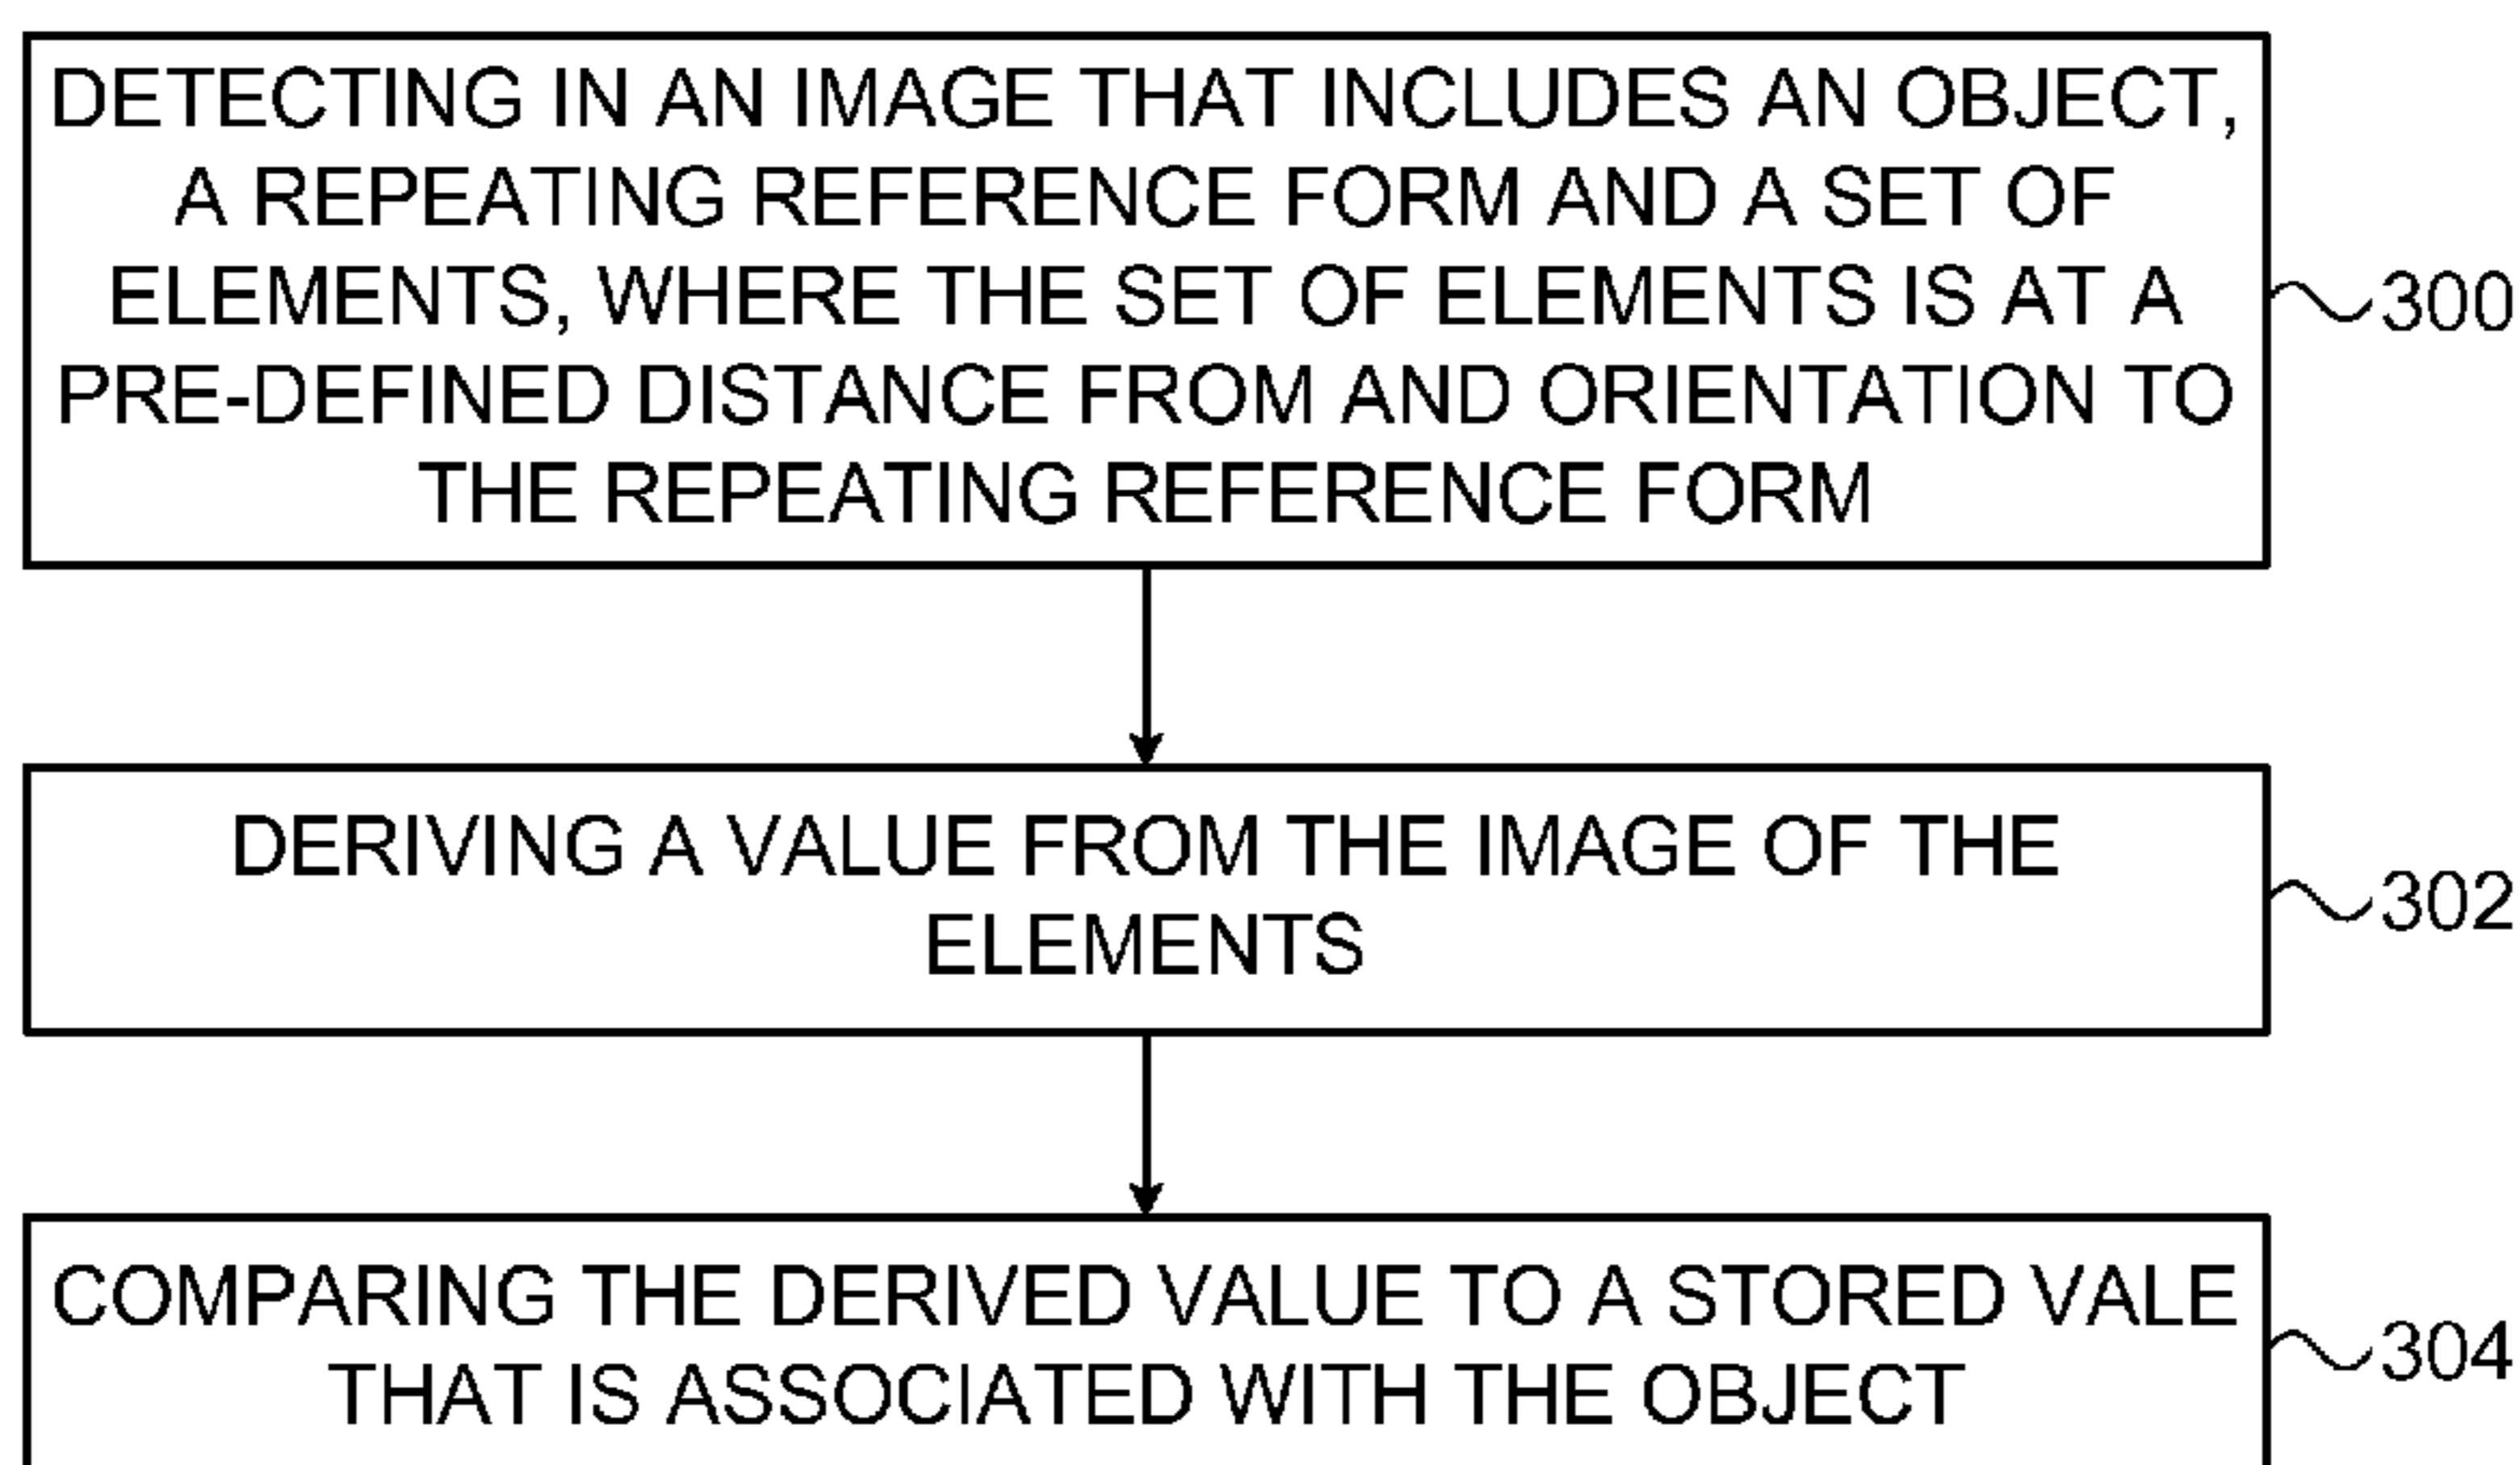 DETECTING IN AN IMAGE THAT INCLUDES AN OBJECT,
A REPEATING REFERENCE FORM AND A SET OF
ELEMENTS, WHERE THE SET OF ELEMENTS IS AT A
PRE-DEFINED DISTANCE FROM AND ORIENTATION TO
THE REPEATING REFERENCE FORM
300
DERIVING A VALUE FROM THE IMAGE OF THE
ELEMENTS
302
COMPARING THE DERIVED VALUE TO A STORED VALE
THAT IS ASSOCIATED WITH THE OBJECT
304